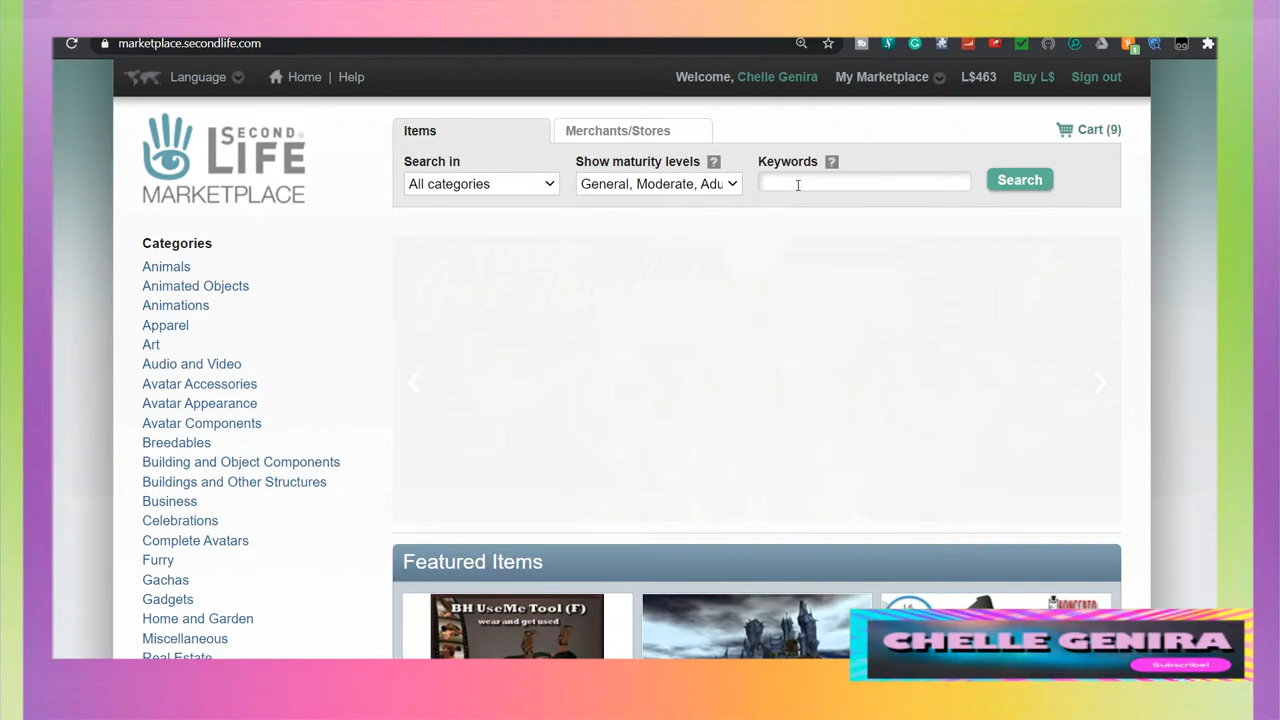 marketplace.secondlife.com
Language
Home | Help
Welcome, Chelle Genira
My Marketplace
L$463
Buy L$
Sign out
SECOND LIFE
MARKETPLACE
Items
Merchants/Stores
Cart (9)
Search in
Show maturity levels ?
Keywords ?
All categories
General, Moderate, Adu
Search
Categories
Animals
Animated Objects
Animations
Apparel
Art
Audio and Video
Avatar Accessories
Avatar Appearance
Avatar Components
Breedables
Building and Object Components
Buildings and Other Structures
Business
Celebrations
Complete Avatars
Furry
Gachas
Gadgets
Home and Garden
Miscellaneous
Real Estate
Featured Items
BH UseMe Tool (F)
wear and get used
CHELLE GENIRA
Subscribe!